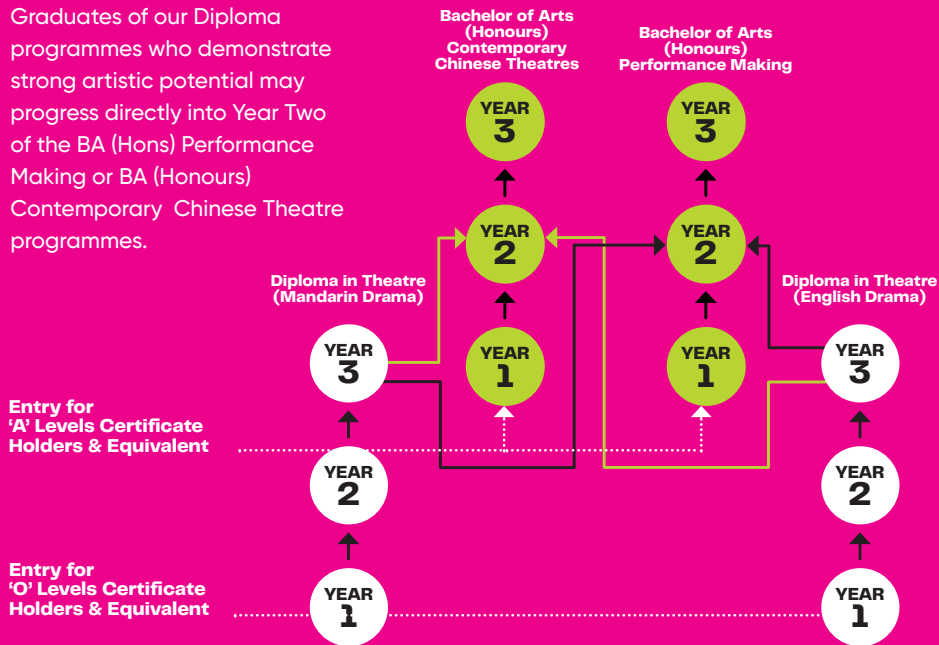 Graduates of our Diploma
programmes who demonstrate
strong artistic potential may
progress directly into Year Two
of the BA (Hons) Performance
Making or BA (Honours)
Contemporary Chinese Theatre
programmes.
Bachelor of Arts
(Honours)
Contemporary
Chinese Theatres
Bachelor of Arts
(Honours)
Performance Making
YEAR
3
YEAR
3
YEAR
2
YEAR
2
Diploma in Theatre
(Mandarin Drama)
Diploma in Theatre
(English Drama)
YEAR
3
YEAR
1
YEAR
1
YEAR
3
Entry for
‘A’ Levels Certificate
Holders & Equivalent
YEAR
2
YEAR
2
Entry for
‘O’ Levels Certificate
Holders & Equivalent
YEAR
1
YEAR
1